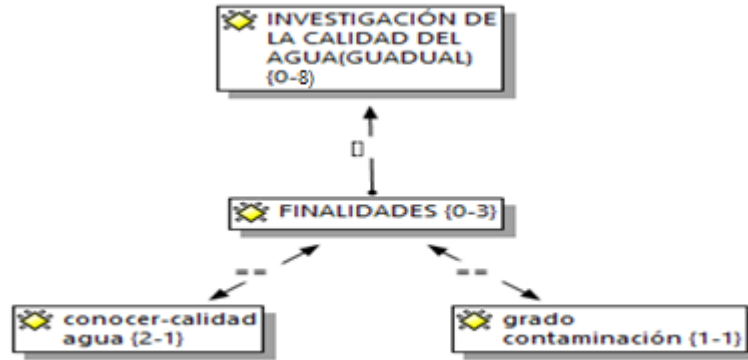 INVESTIGACIÓN DE
LA CALIDAD DEL
AGUA(GUADUAL)
{0-8}
[]
FINALIDADES {0-3}
==
==
conocer-calidad
agua {2-1}
grado
contaminación {1-1}